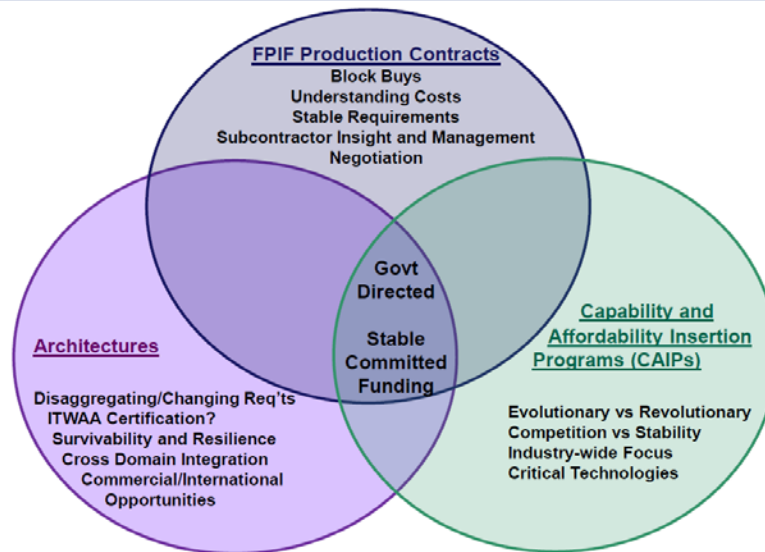 FPIF Production Contracts
Block Buys
Understanding Costs
Stable Requirements
Subcontractor Insight and Management
Negotiation
Govt
Directed
Stable
Committed
Funding
Architectures
Disaggregating/Changing Req'ts
ITWAA Certification?
Survivability and Resilience
Cross Domain Integration
Commercial/International
Opportunities
Capability and
Affordability Insertion
Programs (CAIPs)
Evolutionary vs Revolutionary
Competition vs Stability
Industry-wide Focus
Critical Technologies